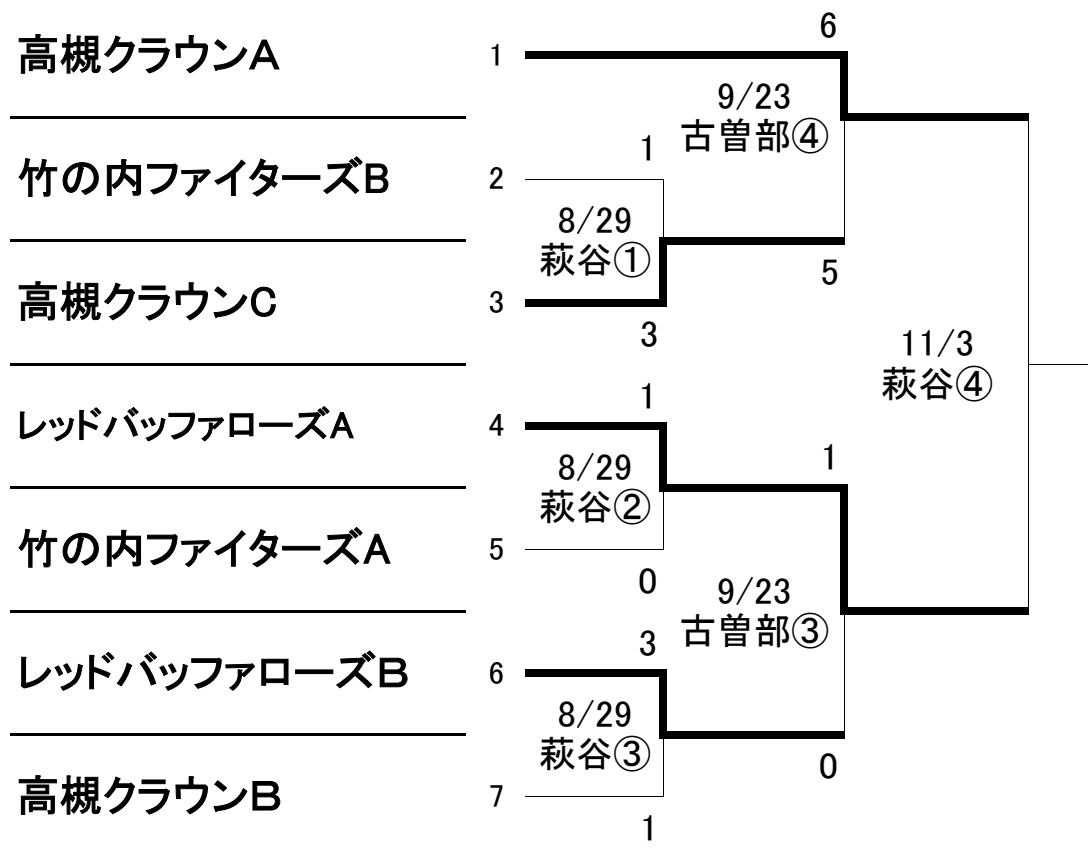 高槻クラウンA
1
6
9/23
古曽部④
竹の内ファイターズB
2
1
8/29
萩谷①
高槻クラウンC
3
3
5
11/3
萩谷④
レッドバッファローズA
4
1
8/29
萩谷②
1
竹の内ファイターズA
5
0
9/23
古曽部③
レッドバッファローズB
6
3
8/29
萩谷③
0
高槻クラウンB
7
1